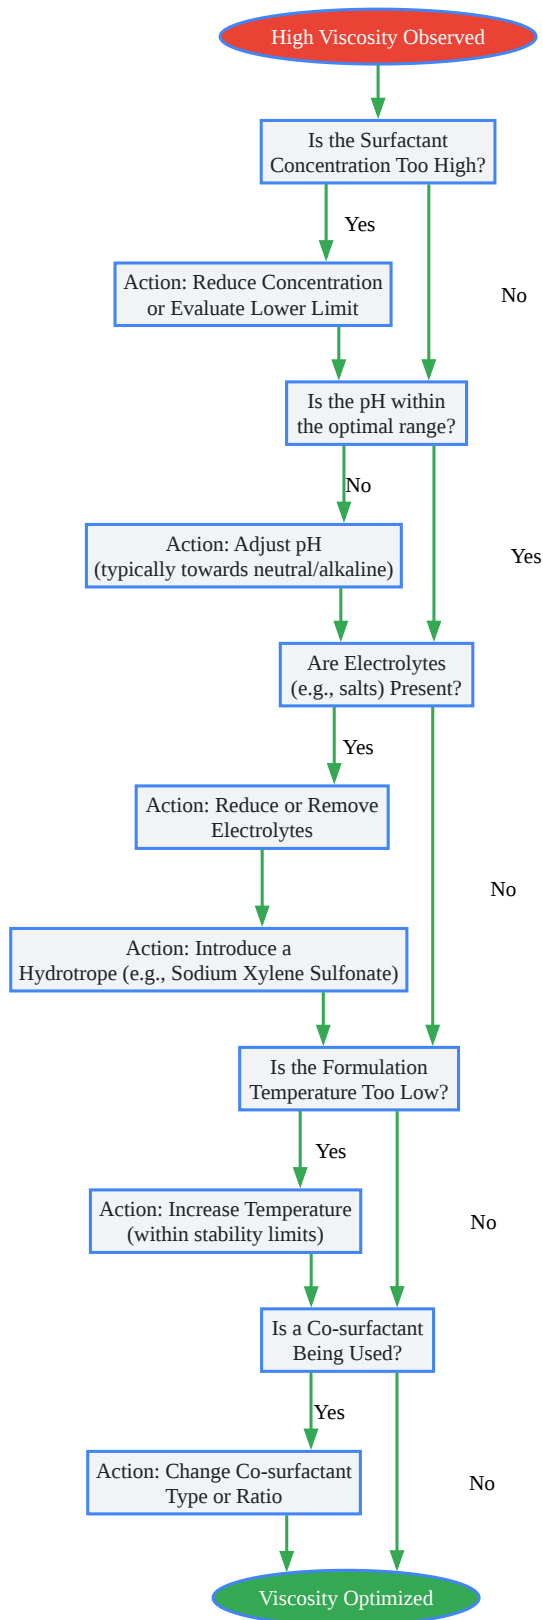 High Viscosity Observed
Is the Surfactant
Concentration Too High?
Yes
Action: Reduce Concentration
or Evaluate Lower Limit
No
Is the pH within
the optimal range?
No
Action: Adjust pH
(typically towards neutral/alkaline)
Yes
Are Electrolytes
(e.g., salts) Present?
Yes
Action: Reduce or Remove
Electrolytes
No
Action: Introduce a
Hydrotrope (e.g., Sodium Xylene Sulfonate)
Is the Formulation
Temperature Too Low?
Yes
Action: Increase Temperature
(within stability limits)
No
Is a Co-surfactant
Being Used?
Yes
Action: Change Co-surfactant
Type or Ratio
No
Viscosity Optimized